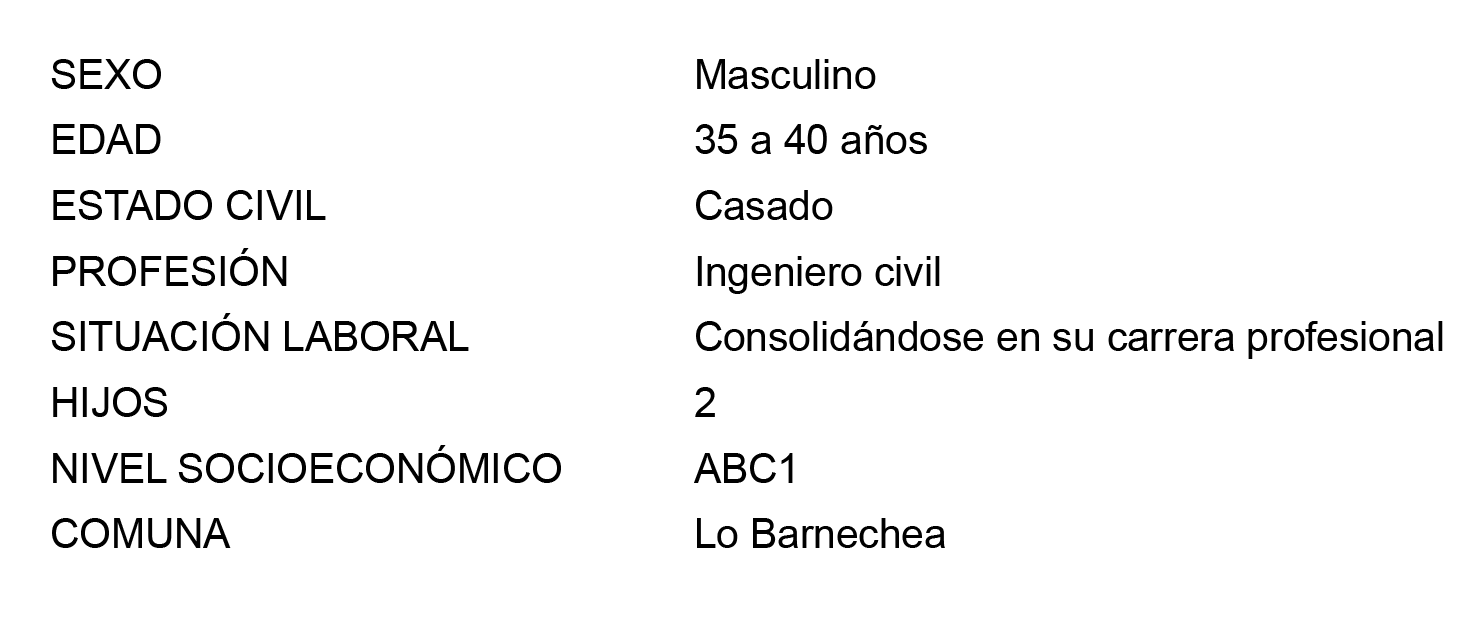 SEXO Masculino
EDAD 35 a 40 años
ESTADO CIVIL Casado
PROFESIÓN Ingeniero civil
SITUACIÓN LABORAL Consolidándose en su carrera profesional
HIJOS 2
NIVEL SOCIOECONÓMICO ABC1
COMUNA Lo Barnechea